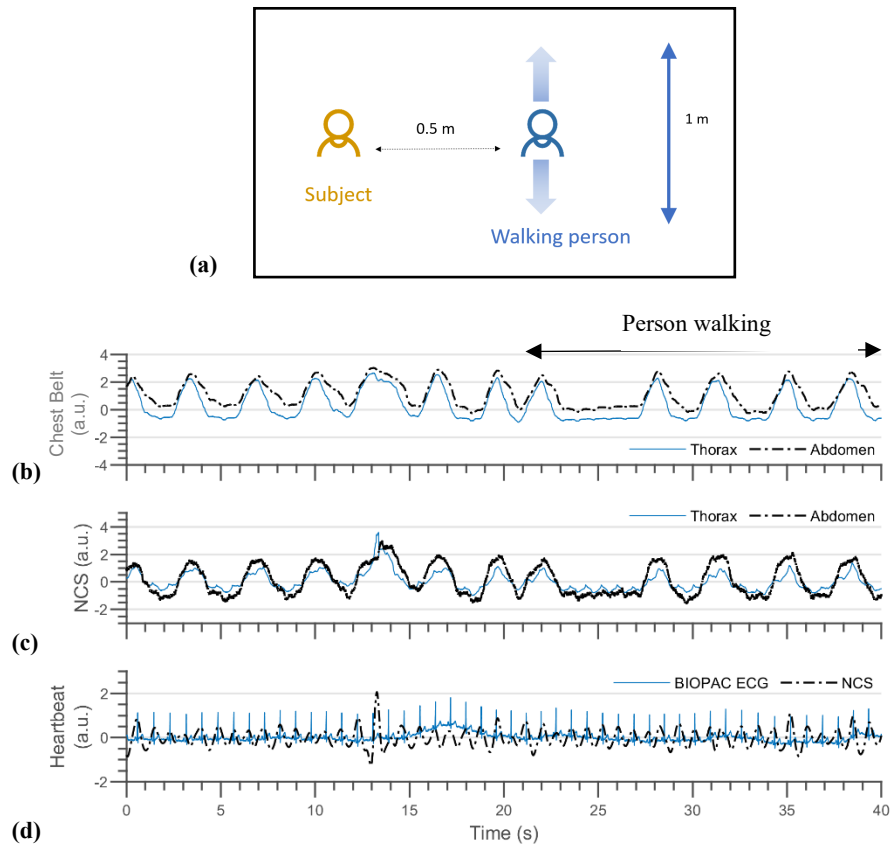 0.5 m
1 m
Subject
Walking person
(a)
Person walking
4
2
0
-2
-4
Chest Belt
(a.u.)
Thorax Abdomen
(b)
Thorax Abdomen
4
2
0
-2
NCS (a.u.)
(c)
BIOPAC ECG NCS
2
0
-2
Heartbeat
(a.u.)
0 5 10 15 20 25 30 35 40
Time (s)
(d)